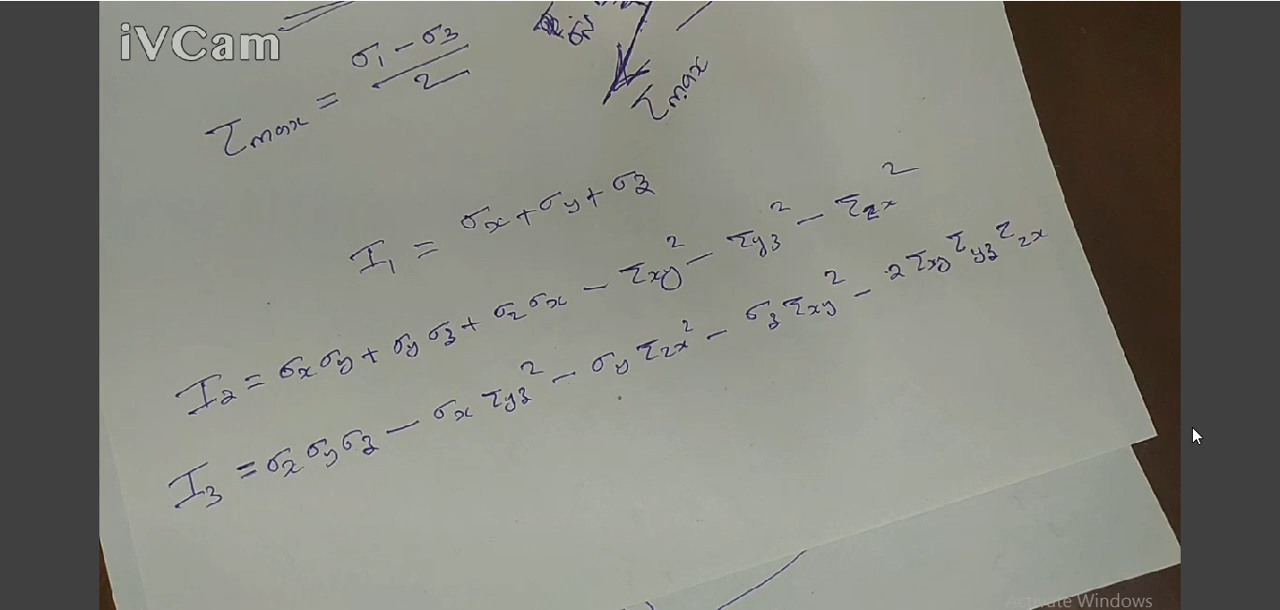 iVCam
τmax = (σ1 − σ3)/2
τmax
I1 = σx + σy + σz
I2 = σxσy + σyσz + σzσx − τxy² − τyz² − τzx²
I3 = σxσyσz − σxτyz² − σyτzx² − σzτxy² − 2τxyτyzτzx
Activate Windows